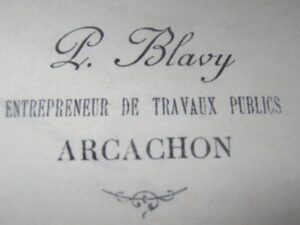 P. Blavy
ENTREPRENEUR DE TRAVAUX PUBLICS
ARCACHON